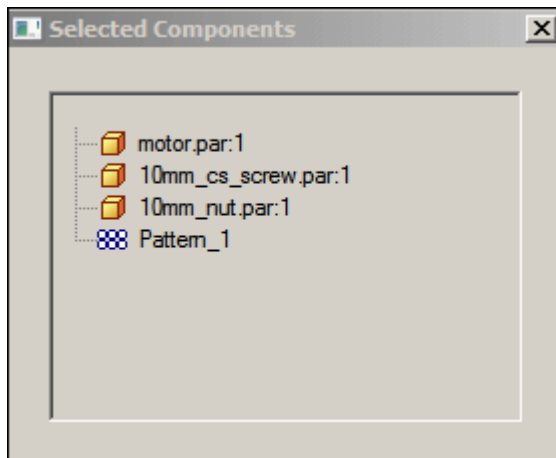 Selected Components
motor.par:1
10mm_cs_screw.par:1
10mm_nut.par:1
Pattern_1